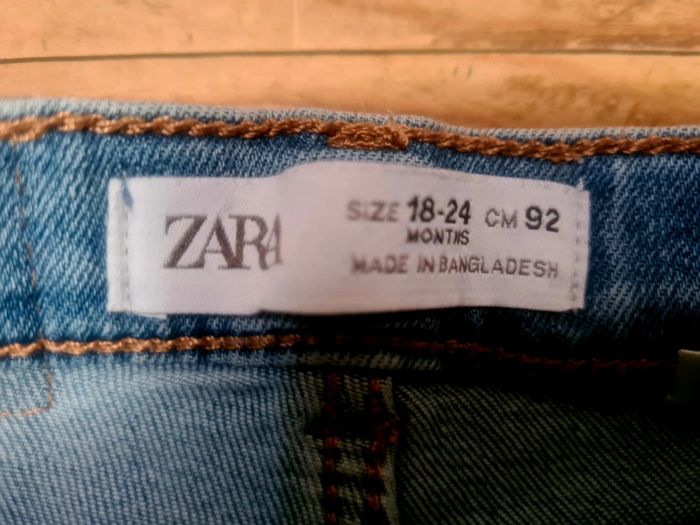 ZARA
SIZE 18-24 CM 92
MONTHS
MADE IN BANGLADESH